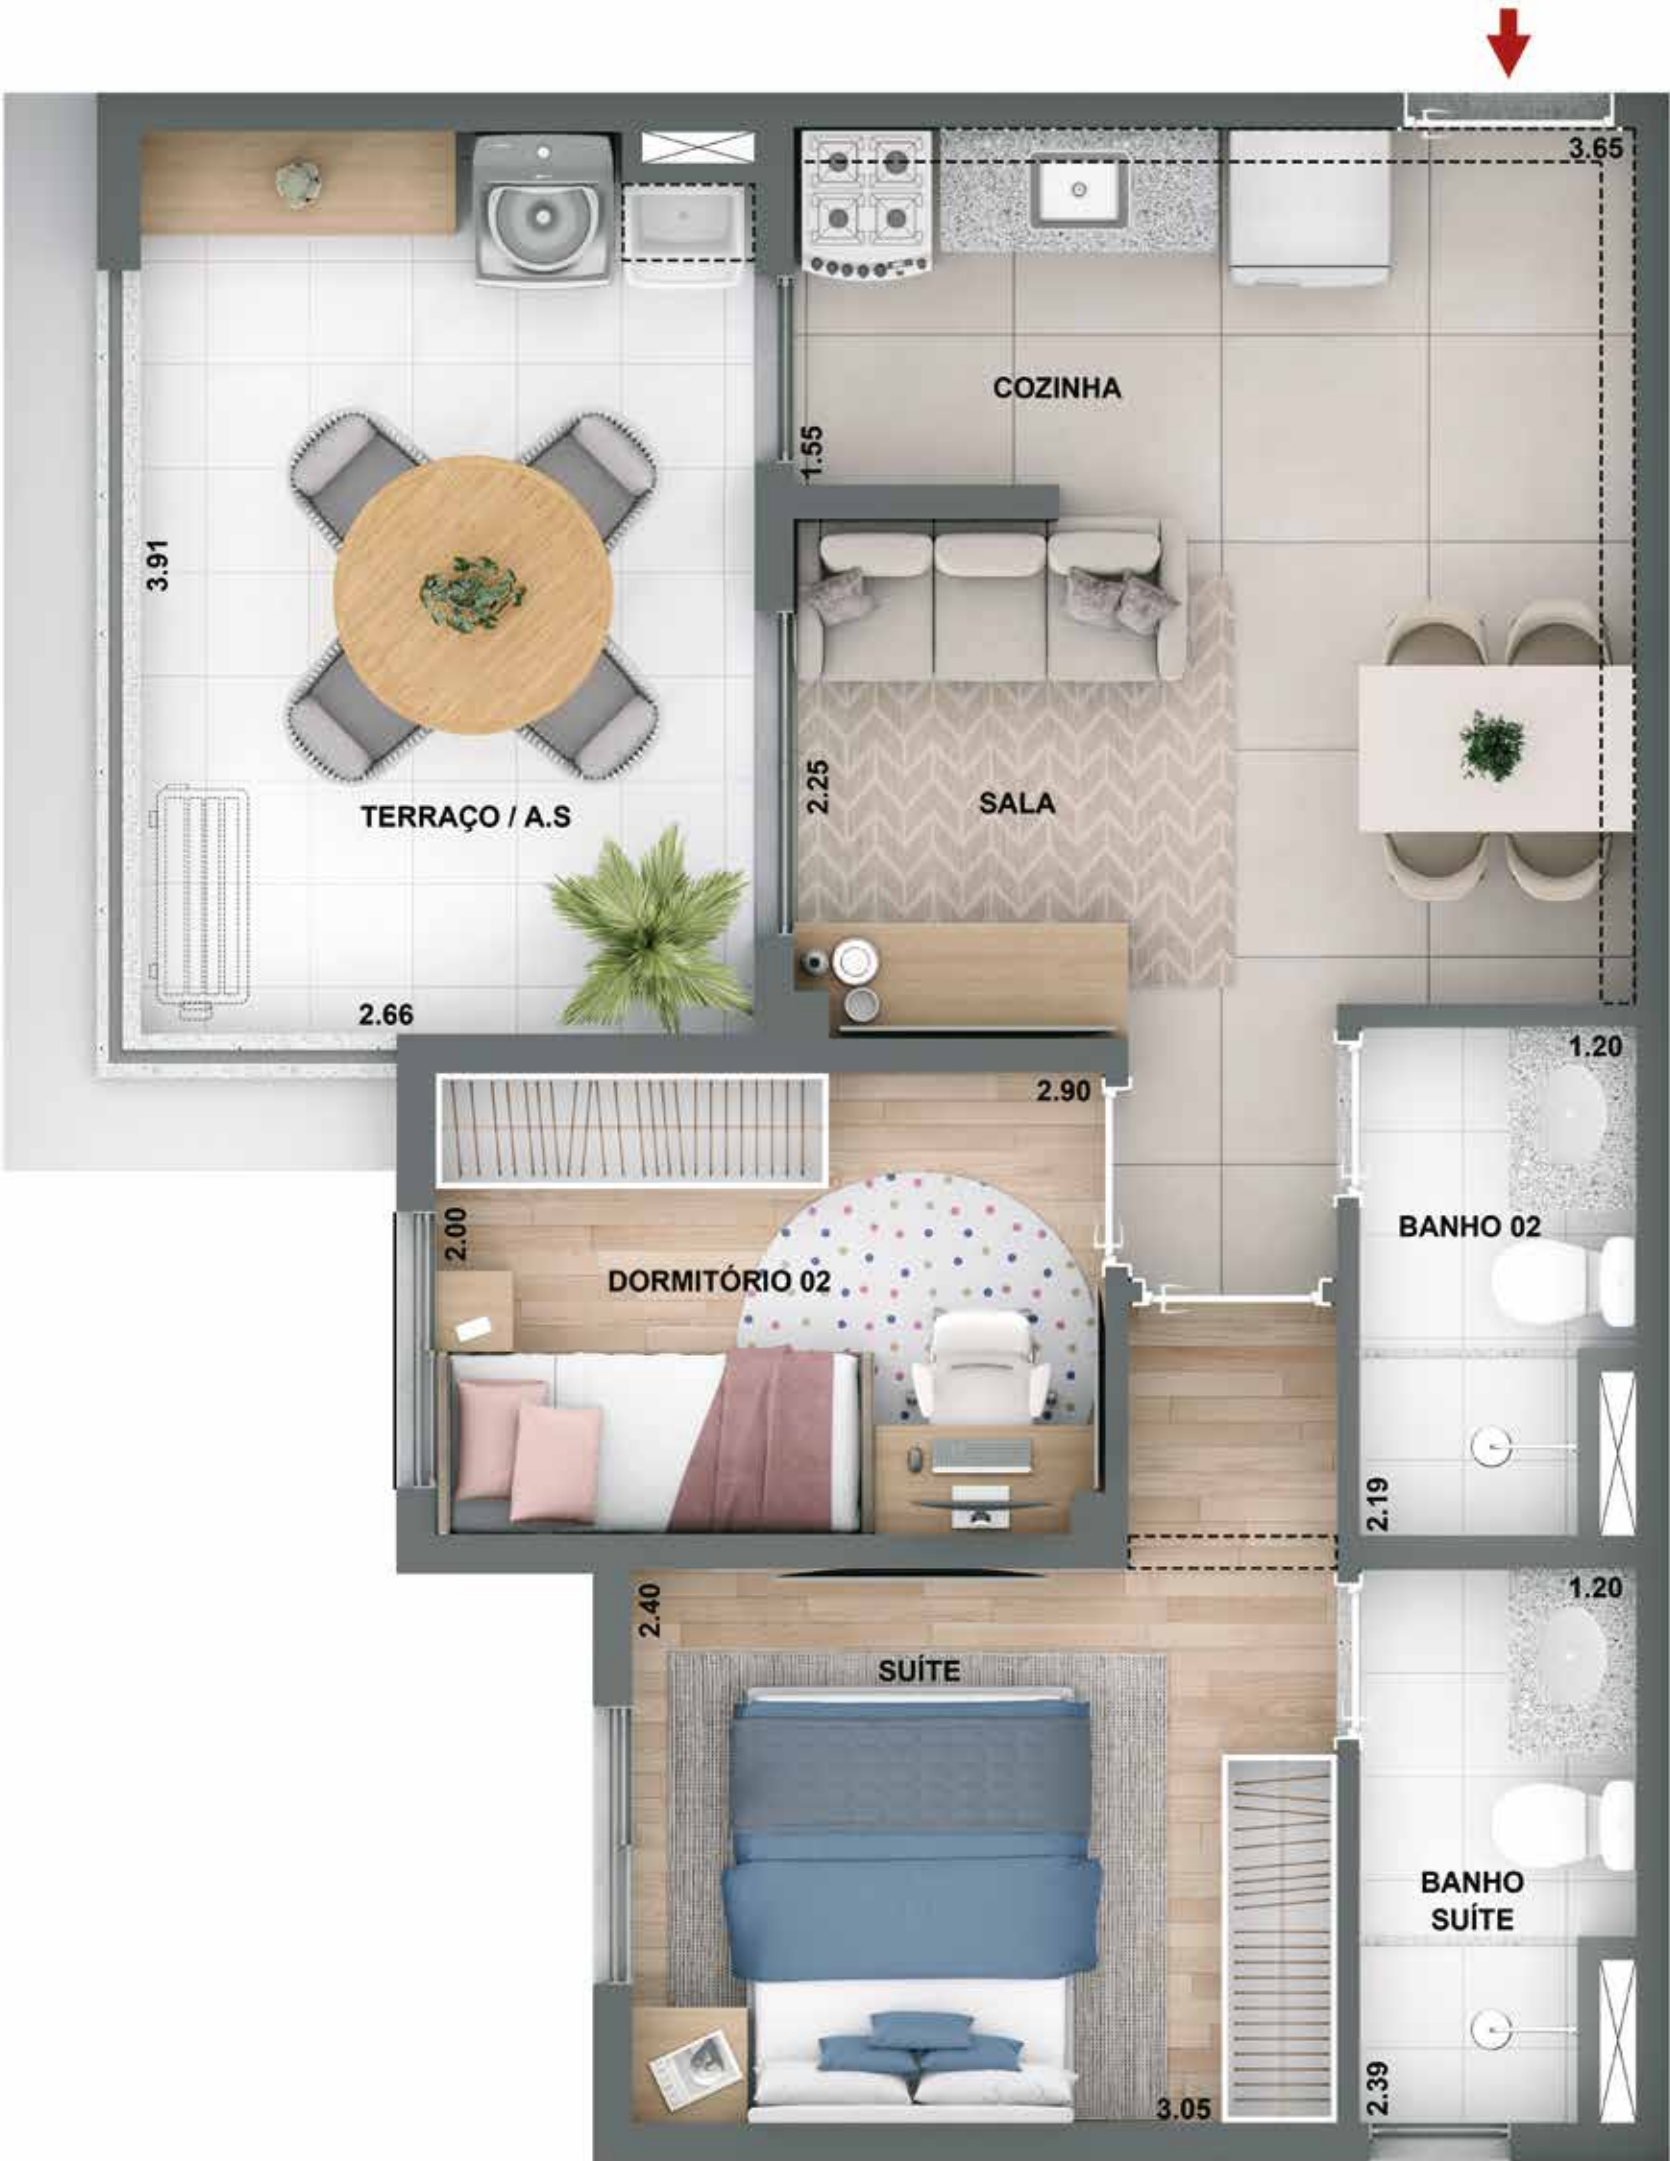 3.65
COZINHA
1.55
3.91
2.25
SALA
TERRAÇO / A.S
2.66
1.20
2.90
2.00
BANHO 02
DORMITÓRIO 02
2.19
2.40
1.20
SUÍTE
BANHO
SUÍTE
2.39
3.05